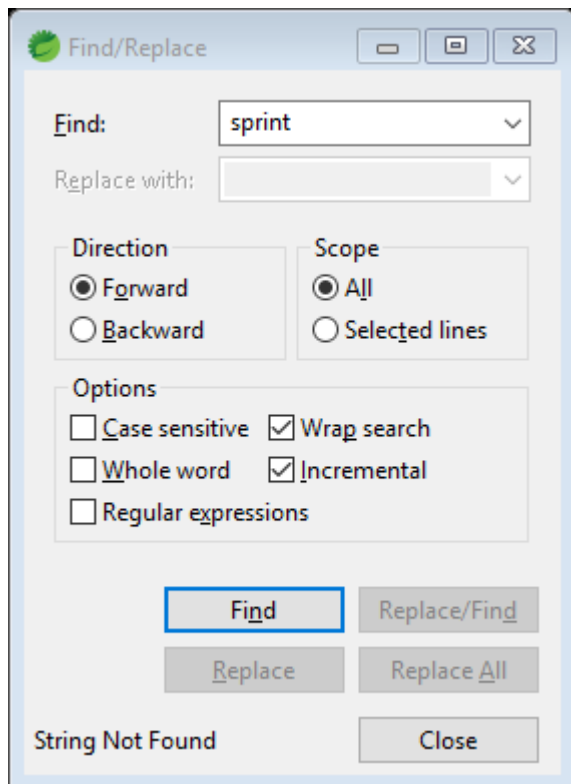 Find/Replace
Find: sprint
Replace with:
Direction Scope
Forward All
Backward Selected lines
Options
Case sensitive Wrap search
Whole word Incremental
Regular expressions
Find Replace/Find
Replace Replace All
String Not Found Close